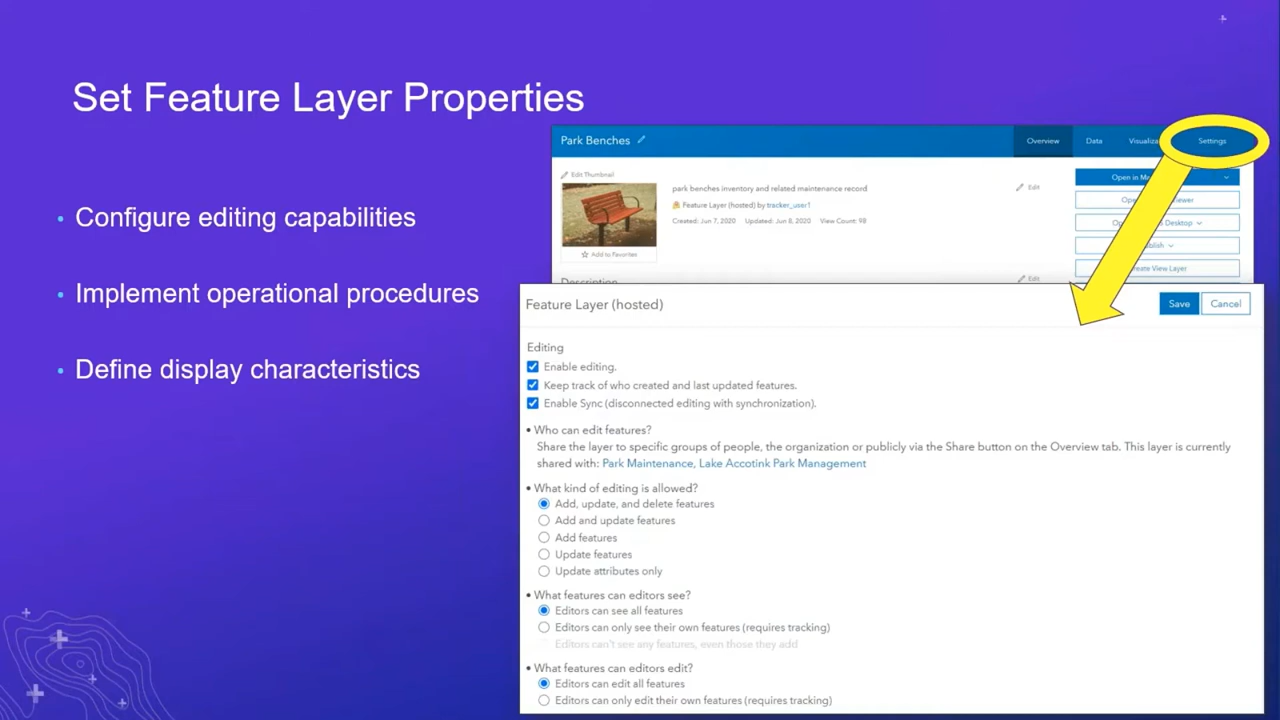 Set Feature Layer Properties
• Configure editing capabilities
• Implement operational procedures
• Define display characteristics
Park Benches
Overview
Data
Settings
Edit Thumbnail
park benches inventory and related maintenance record
Edit
Feature Layer (hosted) by tracker_user1
Created: Jun 7, 2020 Updated: Jun 8, 2020 View Count: 98
Add to Favorites
Open in
Desktop
View Layer
Description
Edit
Feature Layer (hosted)
Save
Cancel
Editing
Enable editing.
Keep track of who created and last updated features.
Enable Sync (disconnected editing with synchronization).
• Who can edit features?
Share the layer to specific groups of people, the organization or publicly via the Share button on the Overview tab. This layer is currently
shared with: Park Maintenance, Lake Accotink Park Management
• What kind of editing is allowed?
Add, update, and delete features
Add and update features
Add features
Update features
Update attributes only
• What features can editors see?
Editors can see all features
Editors can only see their own features (requires tracking)
Editors can't see any features, even those they add
• What features can editors edit?
Editors can edit all features
Editors can only edit their own features (requires tracking)